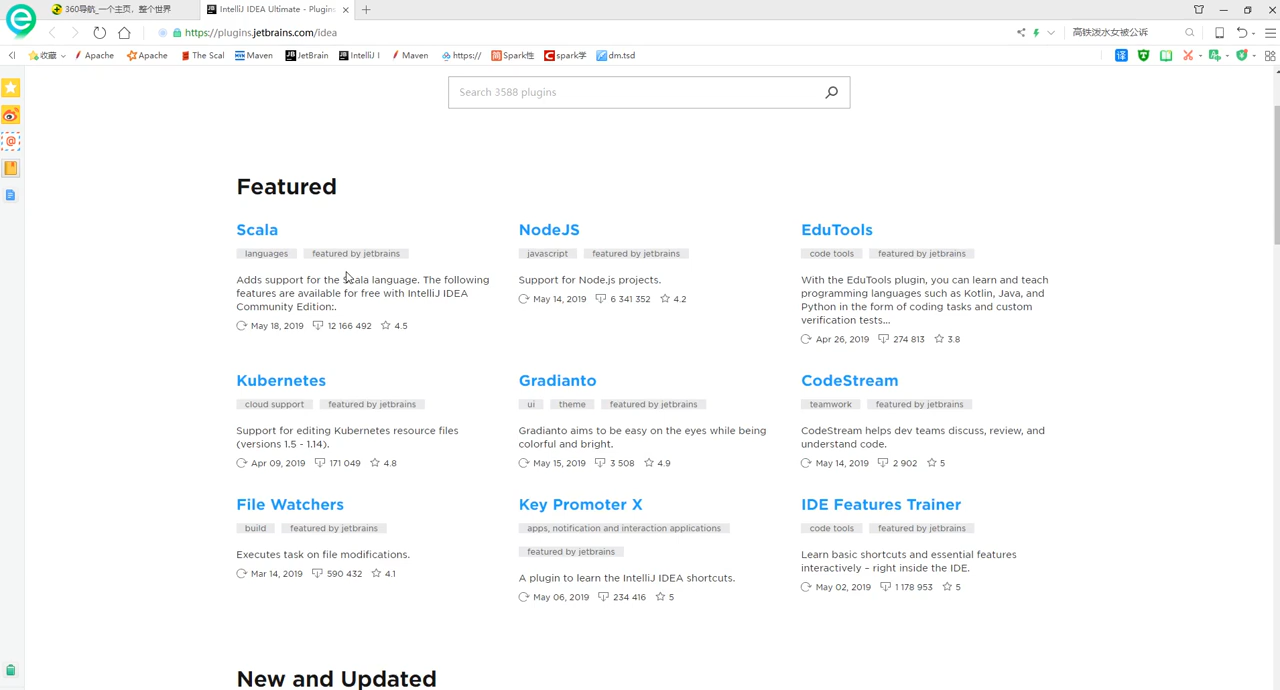 360导航_一个主页，整个世界
IntelliJ IDEA Ultimate - Plugins
https://plugins.jetbrains.com/idea
高铁泼水女被公诉
收藏
Apache
Apache
The Scal
Maven
JetBrain
IntelliJ I
Maven
https://
Spark性
spark学
dm.tsd
译
Search 3588 plugins
Featured
Scala
languages
featured by jetbrains
Adds support for the Scala language. The following
features are available for free with IntelliJ IDEA
Community Edition:.
May 18, 2019
12 166 492
4.5
NodeJS
javascript
featured by jetbrains
Support for Node.js projects.
May 14, 2019
6 341 352
4.2
EduTools
code tools
featured by jetbrains
With the EduTools plugin, you can learn and teach
programming languages such as Kotlin, Java, and
Python in the form of coding tasks and custom
verification tests...
Apr 26, 2019
274 813
3.8
Kubernetes
cloud support
featured by jetbrains
Support for editing Kubernetes resource files
(versions 1.5 - 1.14).
Apr 09, 2019
171 049
4.8
Gradianto
ui
theme
featured by jetbrains
Gradianto aims to be easy on the eyes while being
colorful and bright.
May 15, 2019
3 508
4.9
CodeStream
teamwork
featured by jetbrains
CodeStream helps dev teams discuss, review, and
understand code.
May 14, 2019
2 902
5
File Watchers
build
featured by jetbrains
Executes task on file modifications.
Mar 14, 2019
590 432
4.1
Key Promoter X
apps, notification and interaction applications
featured by jetbrains
A plugin to learn the IntelliJ IDEA shortcuts.
May 06, 2019
234 416
5
IDE Features Trainer
code tools
featured by jetbrains
Learn basic shortcuts and essential features
interactively – right inside the IDE.
May 02, 2019
1 178 953
5
New and Updated